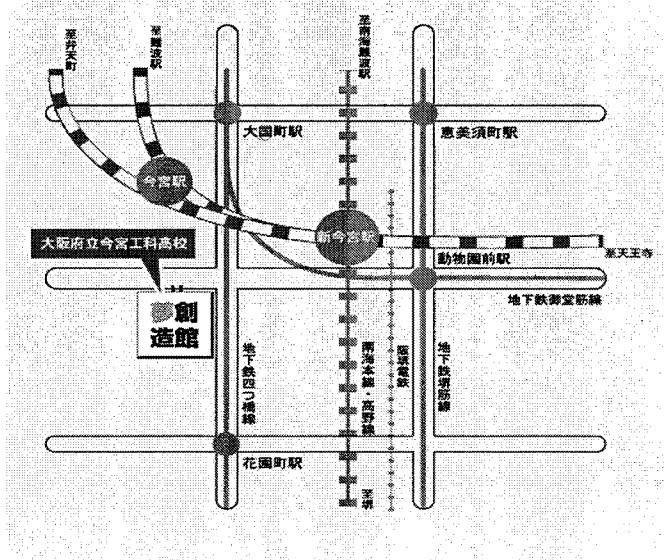 至弁天町
至難波駅
至南海難波駅
大国町駅
恵美須町駅
今宮駅
新今宮駅
大阪府立今宮工科高校
動物園前駅
至天王寺
地下鉄御堂筋線
夢創
造館
地下鉄四つ橋線
南海本線・高野線
阪堺電鉄
地下鉄堺筋線
花園町駅
至堺